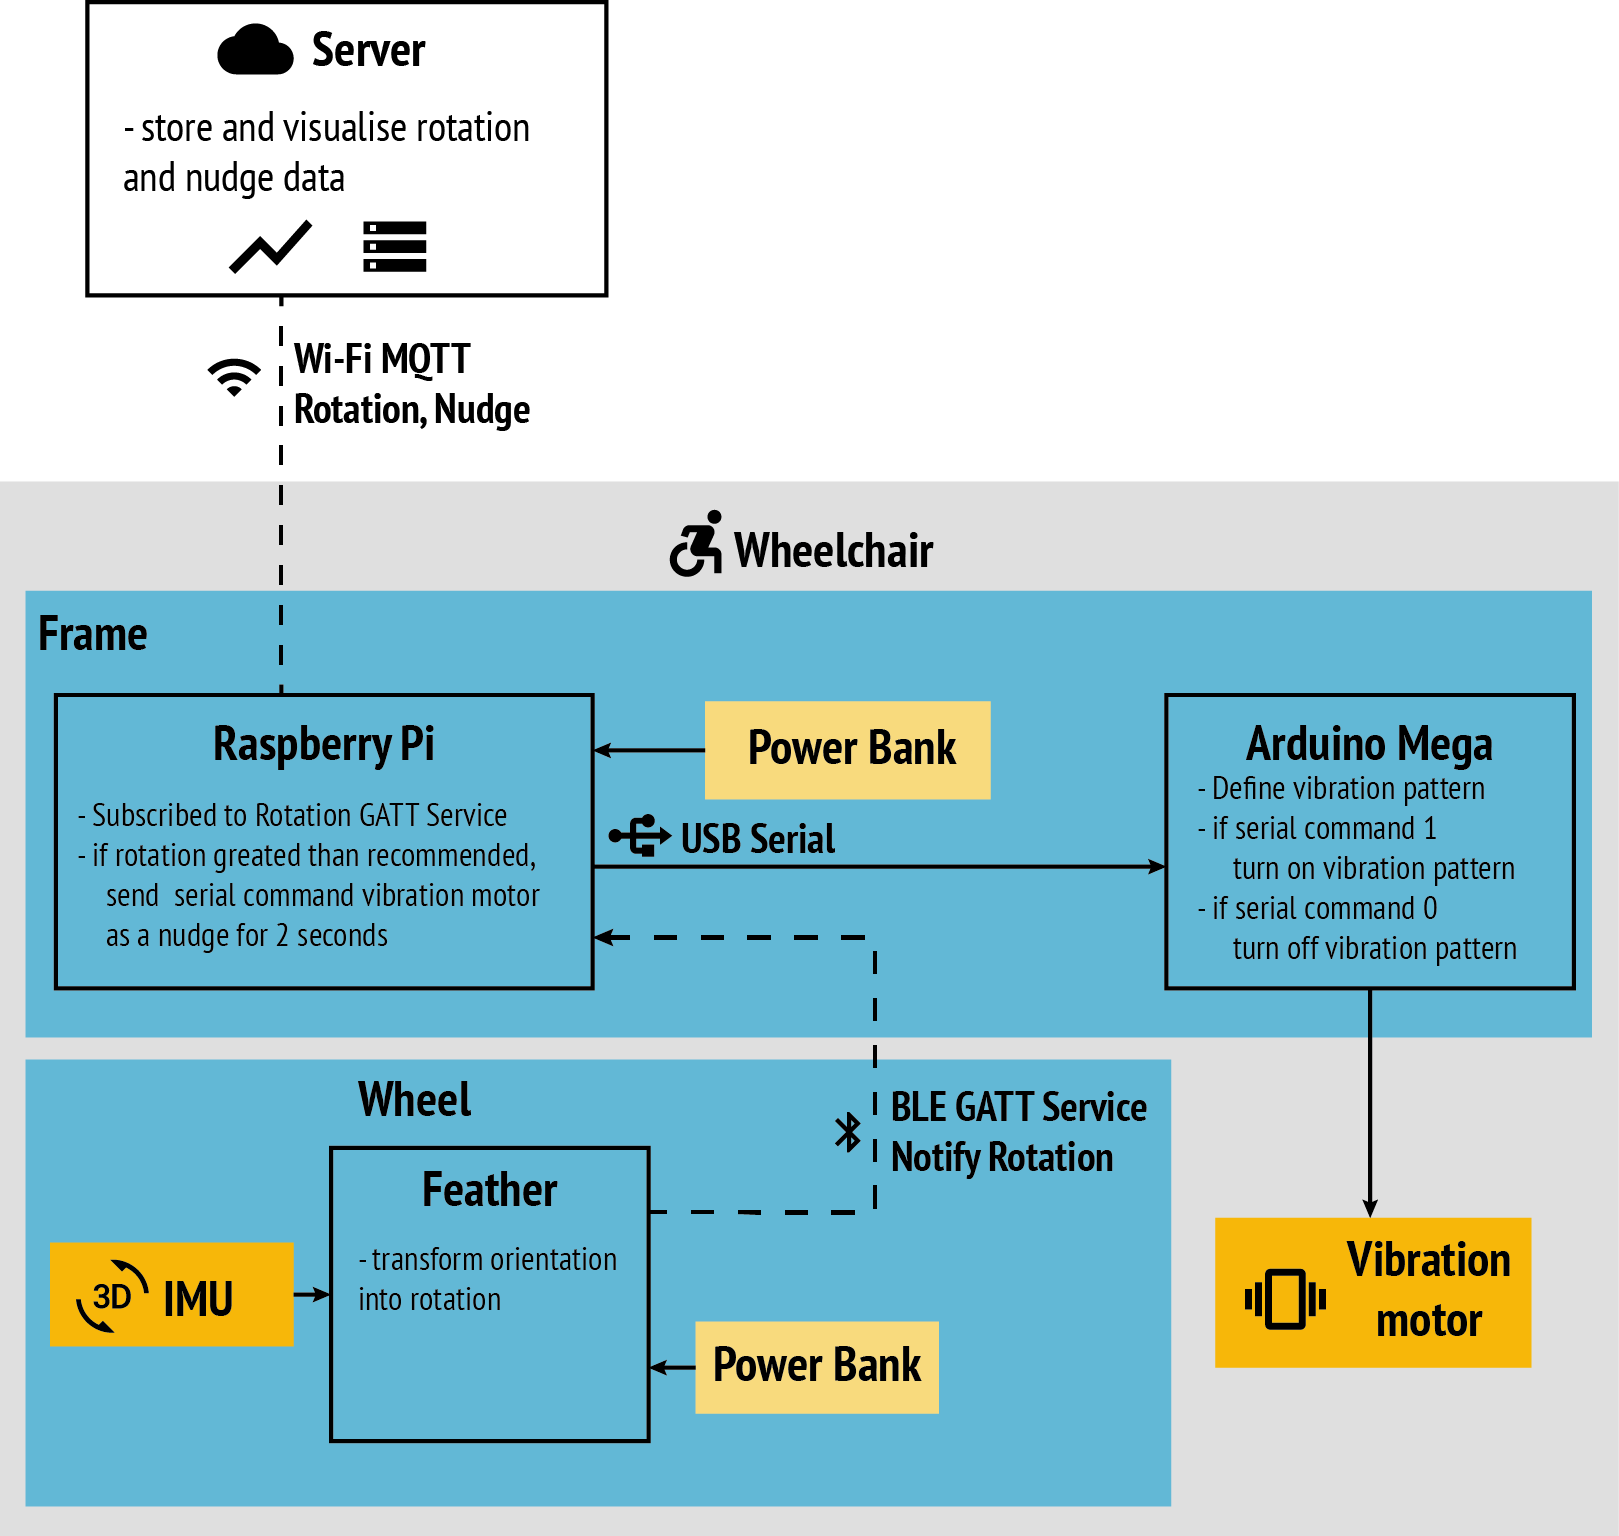 Server
- store and visualise rotation
and nudge data
Wi-Fi MQTT
Rotation, Nudge
Wheelchair
Frame
Raspberry Pi
- Subscribed to Rotation GATT Service
- if rotation greated than recommended,
send serial command vibration motor
as a nudge for 2 seconds
Power Bank
USB Serial
Arduino Mega
- Define vibration pattern
- if serial command 1
turn on vibration pattern
- if serial command 0
turn off vibration pattern
Wheel
BLE GATT Service
Notify Rotation
Feather
- transform orientation
into rotation
3D IMU
Power Bank
Vibration
motor